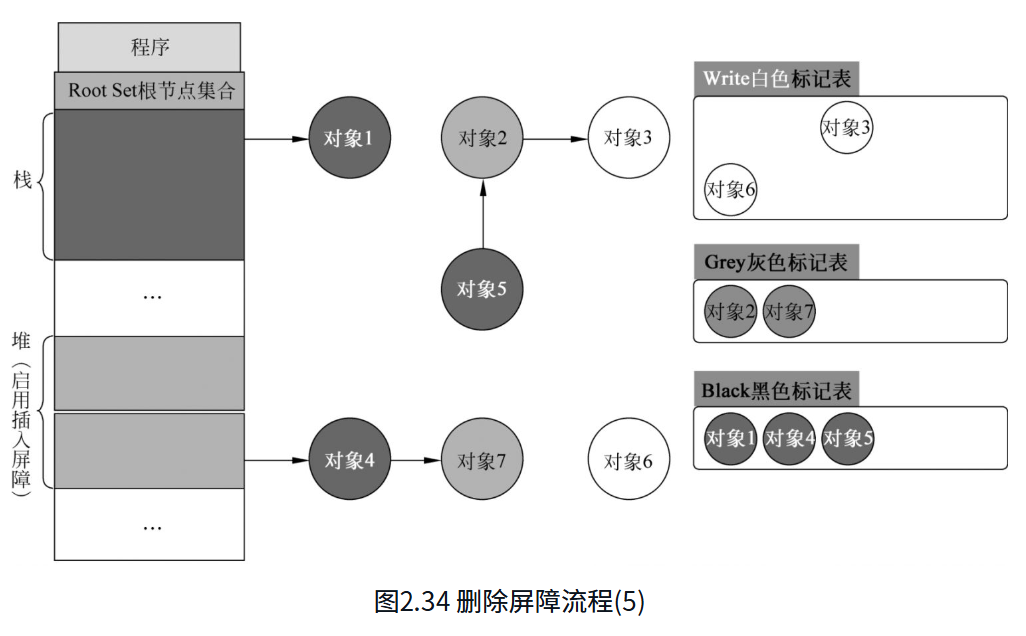 程序
Root Set根节点集合
栈
...
堆（启用插入屏障）
...
对象1
对象2
对象3
对象5
对象4
对象7
对象6
Write白色标记表
对象3
对象6
Grey灰色标记表
对象2 对象7
Black黑色标记表
对象1 对象4 对象5
图2.34 删除屏障流程(5)